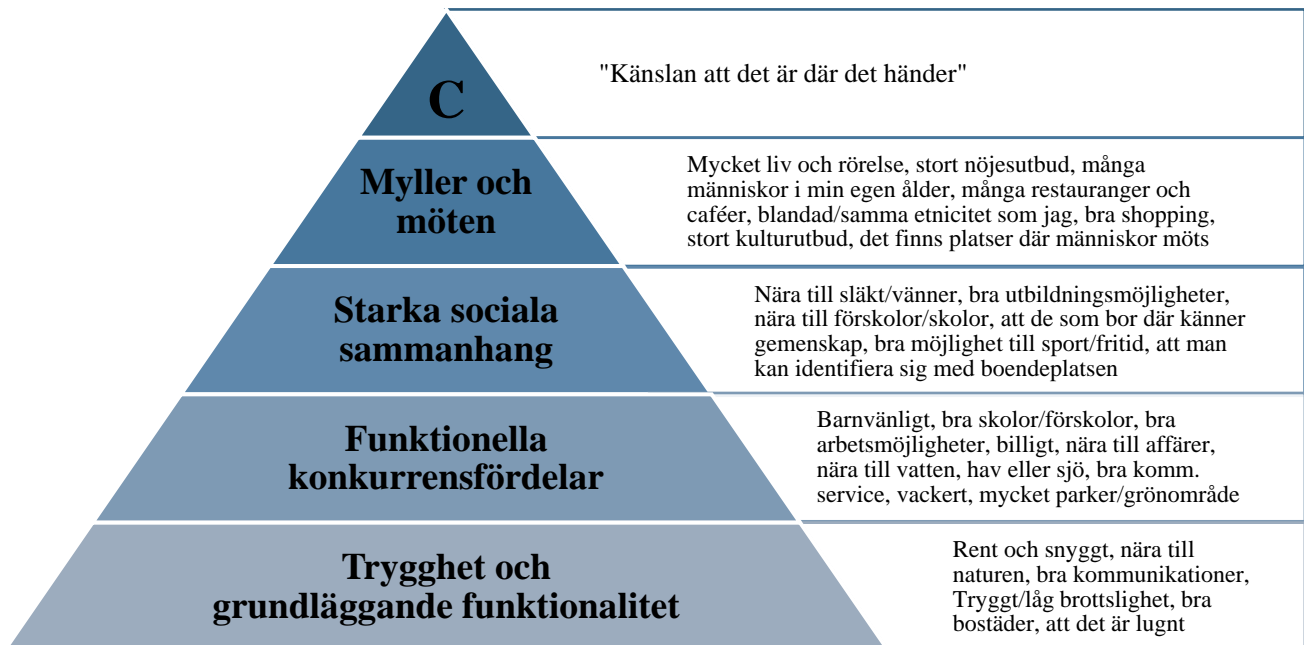 C
"Känslan att det är där det händer"
Myller och
möten
Mycket liv och rörelse, stort nöjesutbud, många
människor i min egen ålder, många restauranger och
caféer, blandad/samma etnicitet som jag, bra shopping,
stort kulturutbud, det finns platser där människor möts
Starka sociala
sammanhang
Nära till släkt/vänner, bra utbildningsmöjligheter,
nära till förskolor/skolor, att de som bor där känner
gemenskap, bra möjlighet till sport/fritid, att man
kan identifiera sig med boendeplatsen
Funktionella
konkurrensfördelar
Barnvänligt, bra skolor/förskolor, bra
arbetsmöjligheter, billigt, nära till affärer,
nära till vatten, hav eller sjö, bra komm.
service, vackert, mycket parker/grönområde
Trygghet och
grundläggande funktionalitet
Rent och snyggt, nära till
naturen, bra kommunikationer,
Tryggt/låg brottslighet, bra
bostäder, att det är lugnt